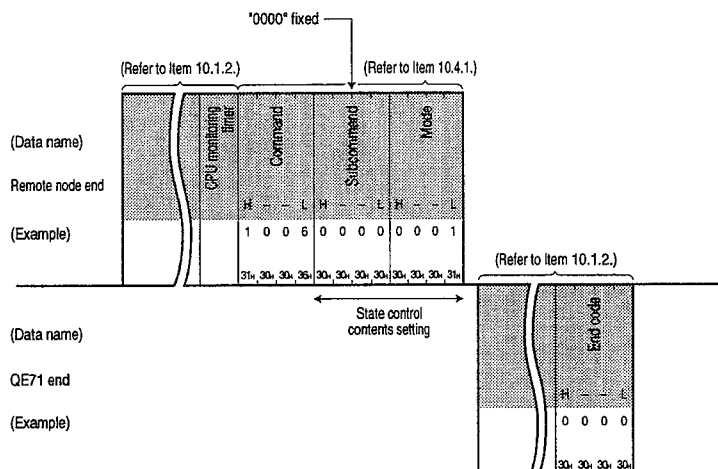 "0000" fixed
(Refer to Item 10.1.2.)
(Refer to Item 10.4.1.)
(Data name)
CPU monitoring timer
Command
Subcommand
Mode
Remote node end
H - - L H - - L H - - L
(Example)
1 0 0 6 0 0 0 0 0 0 0 1
31H 30H 30H 36H 30H 30H 30H 30H 30H 30H 30H 31H
(Refer to Item 10.1.2.)
State control
contents setting
(Data name)
End code
QE71 end
H - - L
(Example)
0 0 0 0
30H 30H 30H 30H